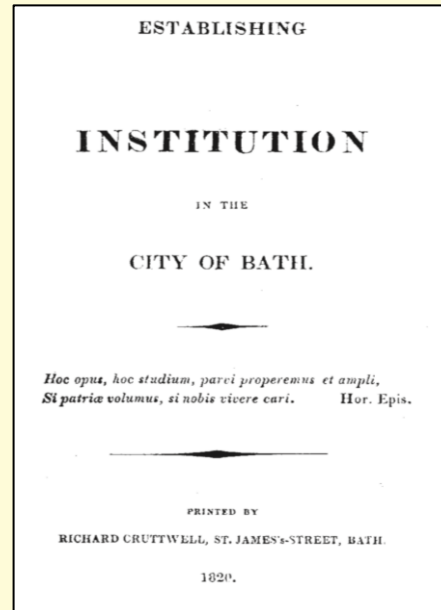 ESTABLISHING
INSTITUTION
IN THE
CITY OF BATH.
Hoc opus, hoc studium, parvi properemus et ampli,
Si patriæ volumus, si nobis vivere cari. Hor. Epis.
PRINTED BY
RICHARD CRUTTWELL, ST. JAMES's-STREET, BATH.
1820.